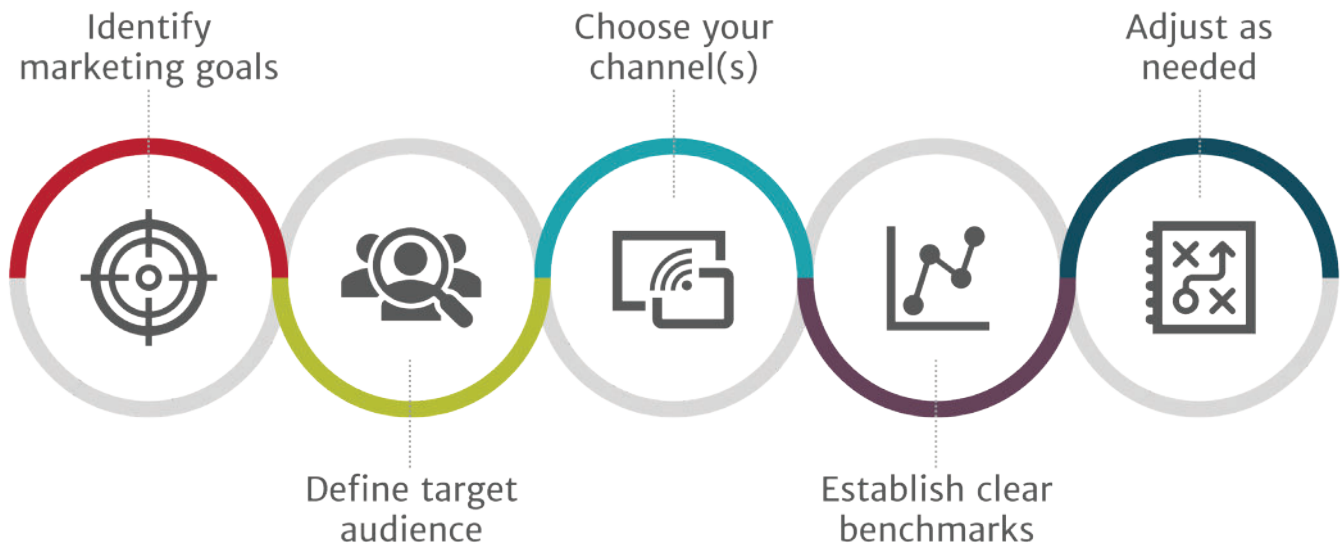 Identify
marketing goals
Define target
audience
Choose your
channel(s)
Establish clear
benchmarks
Adjust as
needed